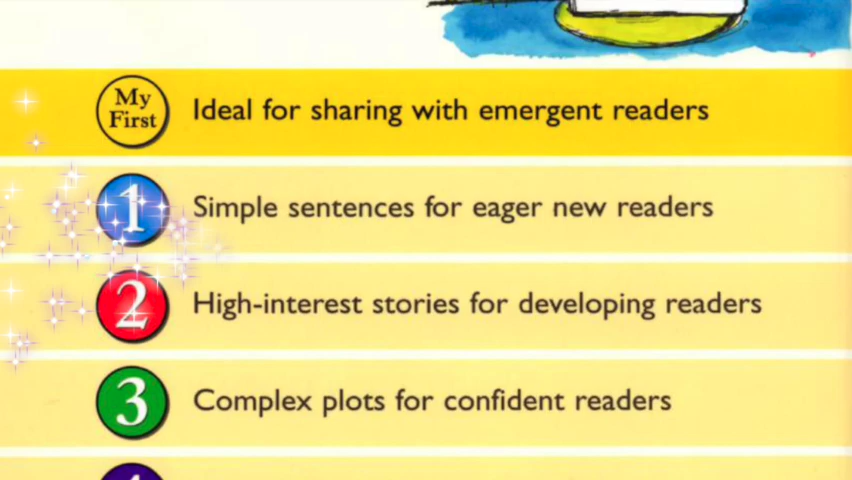 My
First
Ideal for sharing with emergent readers
1
Simple sentences for eager new readers
2
High-interest stories for developing readers
3
Complex plots for confident readers